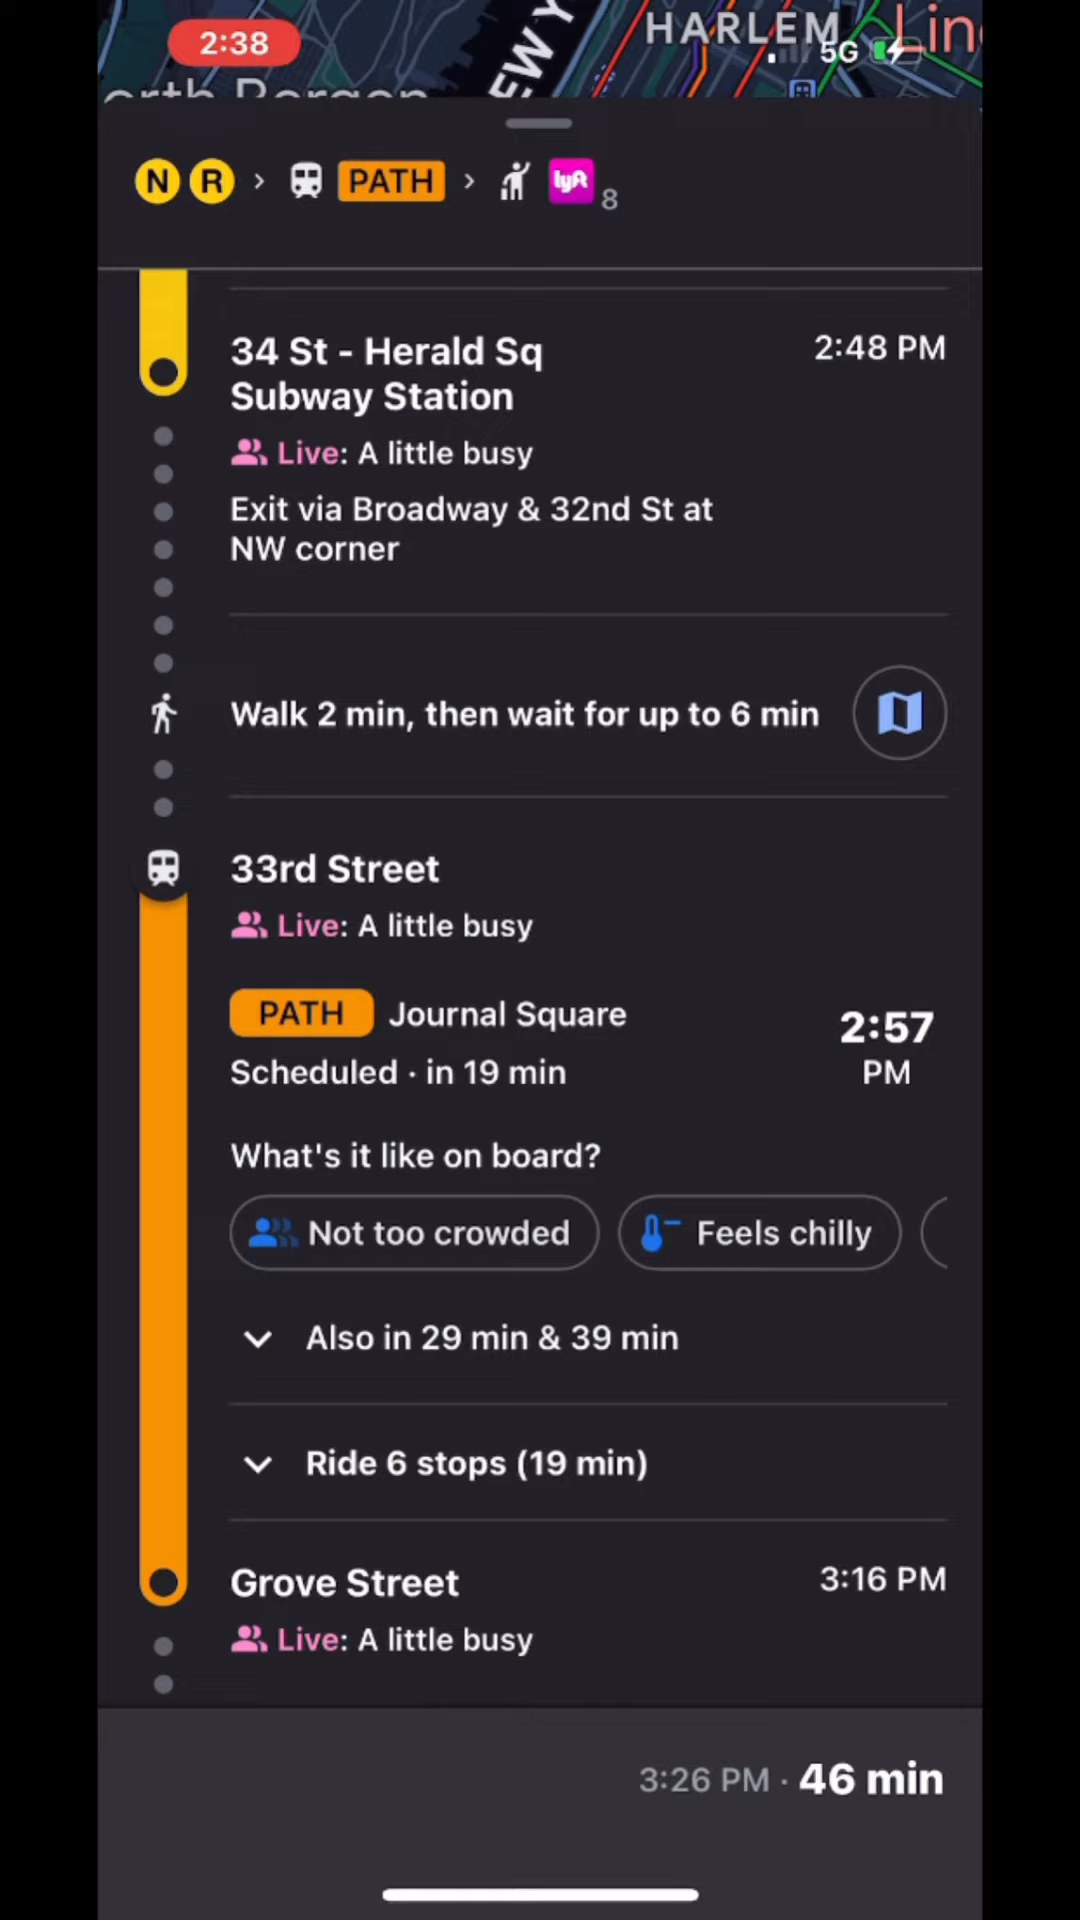 2:38
HARLEM
Lin
5G
EW Y
orth Bergen
N R > PATH > lyft 8
34 St - Herald Sq
Subway Station
2:48 PM
Live: A little busy
Exit via Broadway & 32nd St at
NW corner
Walk 2 min, then wait for up to 6 min
33rd Street
Live: A little busy
PATH Journal Square
2:57
PM
Scheduled · in 19 min
What's it like on board?
Not too crowded
Feels chilly
Also in 29 min & 39 min
Ride 6 stops (19 min)
Grove Street
3:16 PM
Live: A little busy
3:26 PM · 46 min